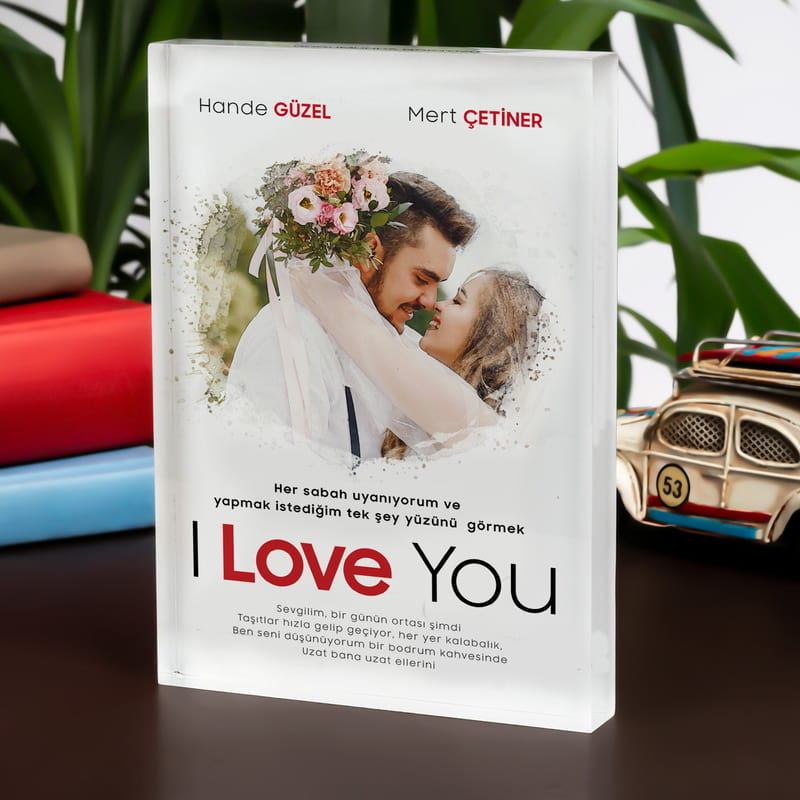 Hande GÜZEL
Mert ÇETİNER
Her sabah uyanıyorum ve
yapmak istediğim tek şey yüzünü görmek
I Love You
Sevgilim, bir günün ortası şimdi
Taşıtlar hızla gelip geçiyor, her yer kalabalık,
Ben seni düşünüyorum bir bodrum kahvesinde
Uzat bana uzat ellerini
53